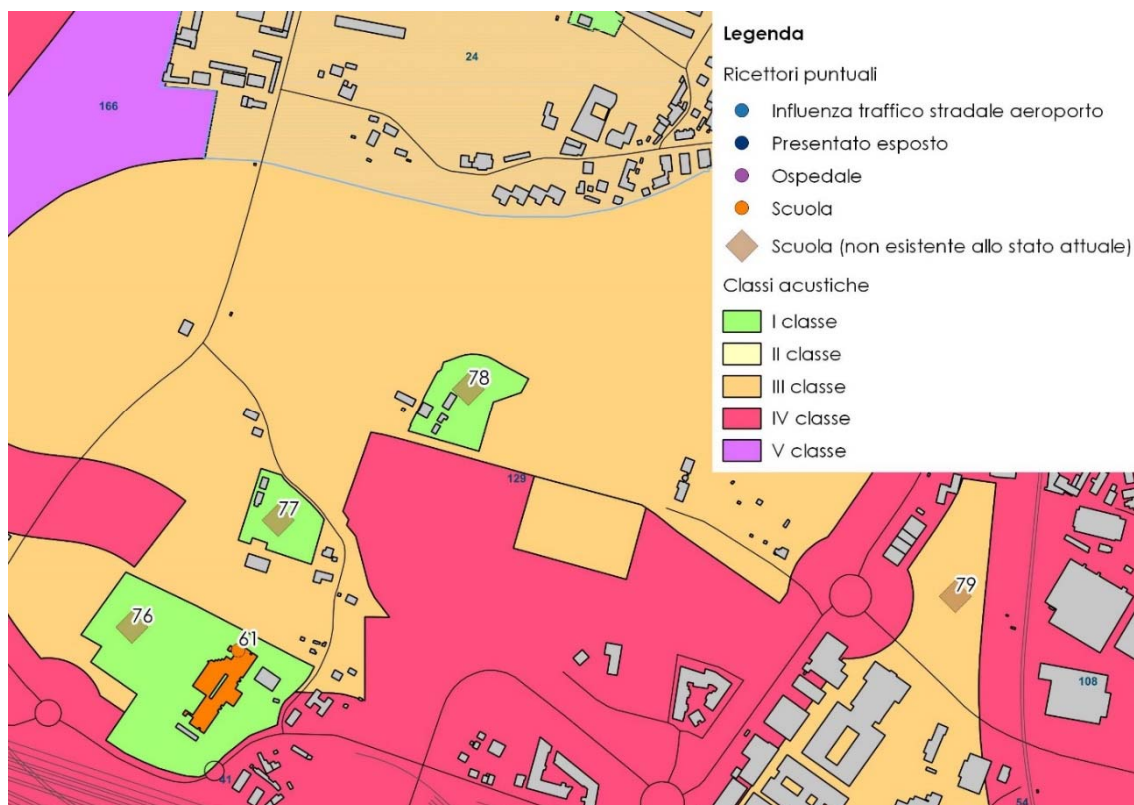 Legenda
Ricettori puntuali
Influenza traffico stradale aeroporto
Presentato esposto
Ospedale
Scuola
Scuola (non esistente allo stato attuale)
Classi acustiche
I classe
II classe
III classe
IV classe
V classe
24
166
78
129
77
79
76
61
108
41
54